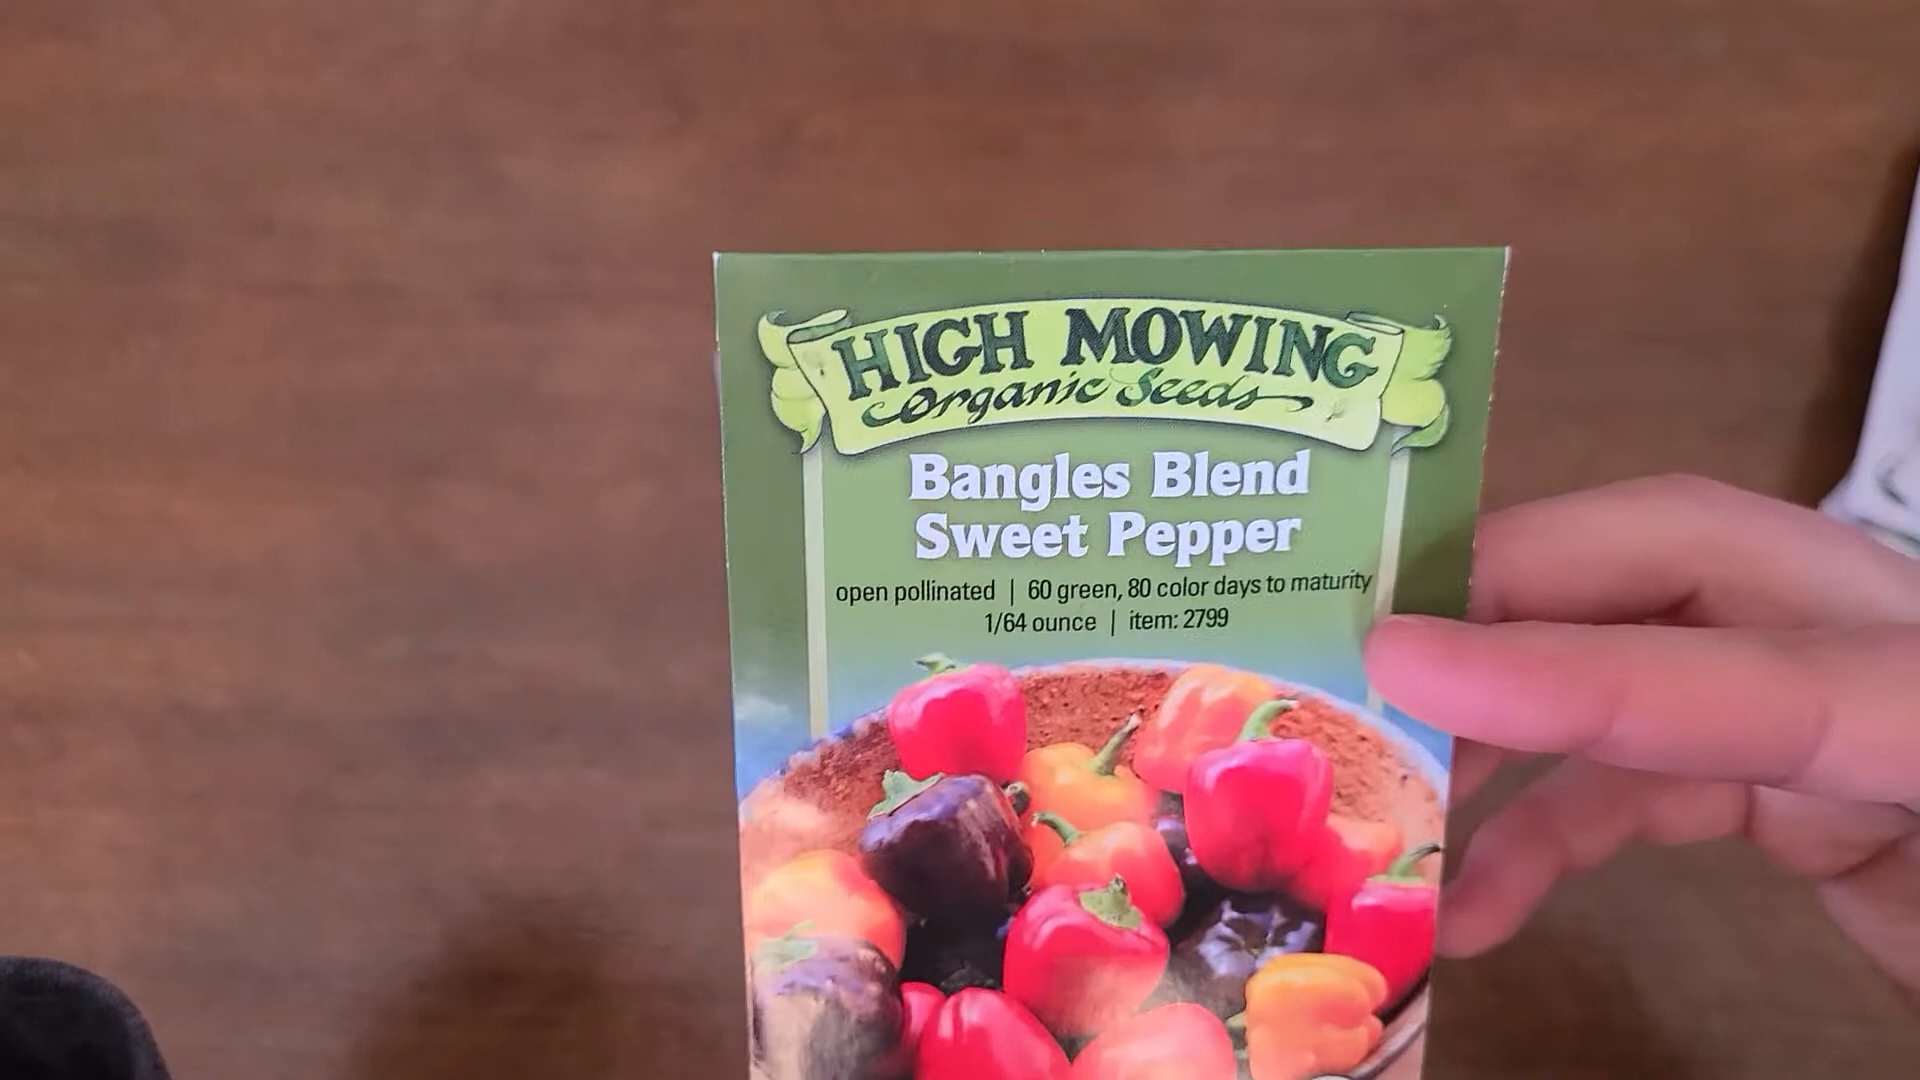 HIGH MOWING
Organic Seeds
Bangles Blend
Sweet Pepper
open pollinated | 60 green, 80 color days to maturity
1/64 ounce | item: 2799